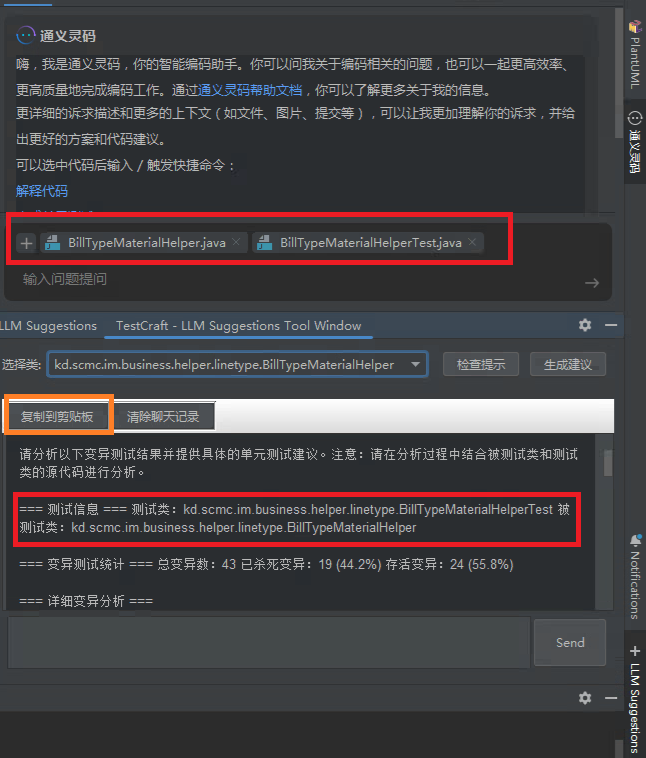 通义灵码
嗨，我是通义灵码，你的智能编码助手。你可以问我关于编码相关的问题，也可以一起更高效率、
更高质量地完成编码工作。通过通义灵码帮助文档，你可以了解更多关于我的信息。
更详细的诉求描述和更多的上下文（如文件、图片、提交等），可以让我更加理解你的诉求，并给
出更好的方案和代码建议。
可以选中代码后输入 / 触发快捷命令：
解释代码
BillTypeMaterialHelper.java × BillTypeMaterialHelperTest.java ×
输入问题提问
LLM Suggestions TestCraft - LLM Suggestions Tool Window
选择类: kd.scmc.im.business.helper.linetype.BillTypeMaterialHelper 检查提示 生成建议
复制到剪贴板 清除聊天记录
请分析以下变异测试结果并提供具体的单元测试建议。注意：请在分析过程中结合被测试类和测试
类的源代码进行分析。
=== 测试信息 === 测试类：kd.scmc.im.business.helper.linetype.BillTypeMaterialHelperTest 被
测试类：kd.scmc.im.business.helper.linetype.BillTypeMaterialHelper
=== 变异测试统计 === 总变异数：43 已杀死变异：19 (44.2%) 存活变异：24 (55.8%)
=== 详细变异分析 ===
Send
PlantUML
通义灵码
Notifications
LLM Suggestions